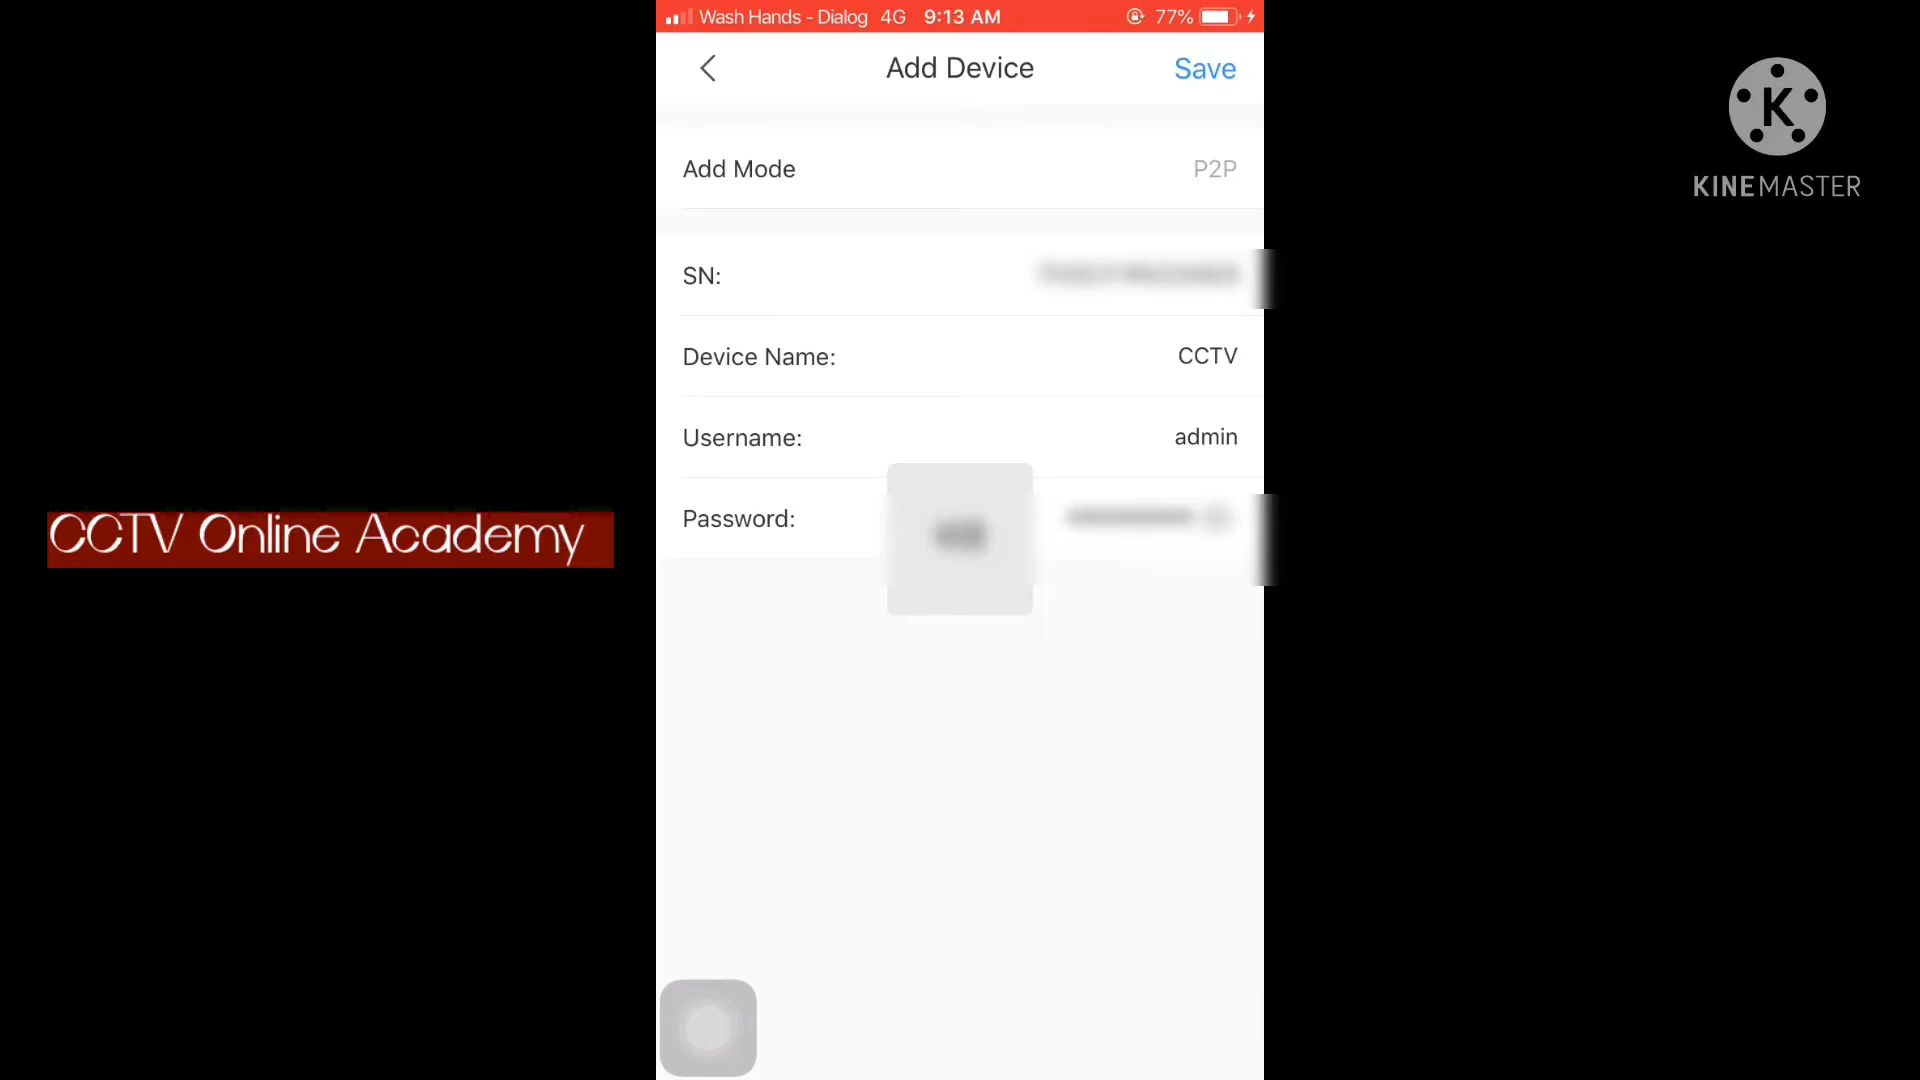 Wash Hands - Dialog 4G 9:13 AM 77%
Add Device Save
K
KINEMASTER
Add Mode P2P
SN:
Device Name: CCTV
Username: admin
Password:
CCTV Online Academy